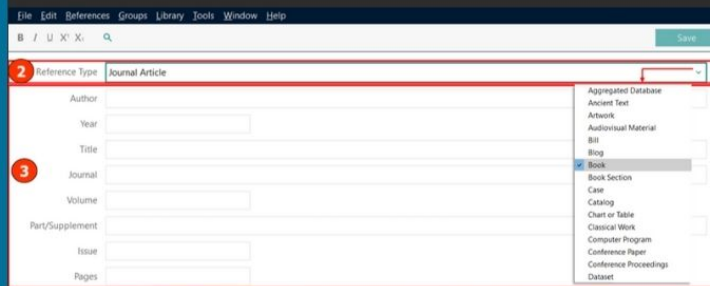 File Edit References Groups Library Tools Window Help
B I U X¹ X₁ Save
2 Reference Type Journal Article
Author
Year
Title
3 Journal
Volume
Part/Supplement
Issue
Pages
Aggregated Database
Ancient Text
Artwork
Audiovisual Material
Bill
Blog
Book
Book Section
Case
Catalog
Chart or Table
Classical Work
Computer Program
Conference Paper
Conference Proceedings
Dataset